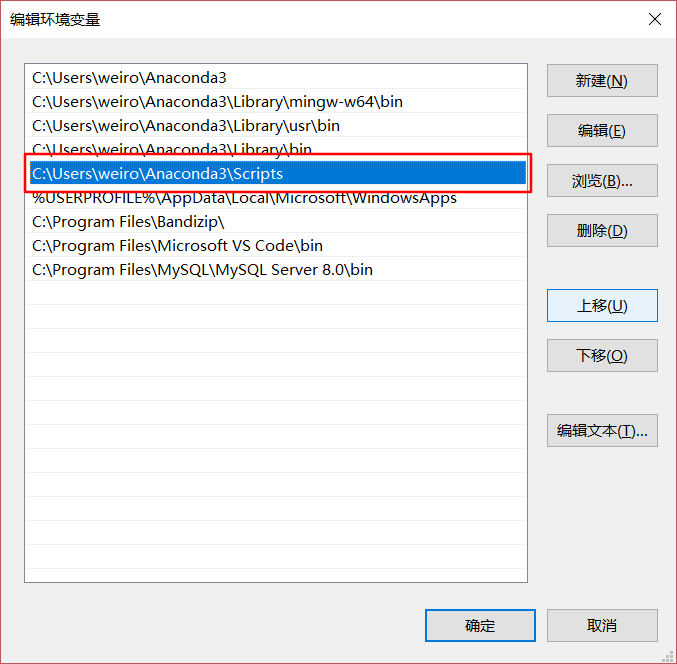 编辑环境变量
C:\Users\weiro\Anaconda3
C:\Users\weiro\Anaconda3\Library\mingw-w64\bin
C:\Users\weiro\Anaconda3\Library\usr\bin
C:\Users\weiro\Anaconda3\Library\bin
C:\Users\weiro\Anaconda3\Scripts
%USERPROFILE%\AppData\Local\Microsoft\WindowsApps
C:\Program Files\Bandizip\
C:\Program Files\Microsoft VS Code\bin
C:\Program Files\MySQL\MySQL Server 8.0\bin
新建(N)
编辑(E)
浏览(B)...
删除(D)
上移(U)
下移(O)
编辑文本(T)...
确定
取消